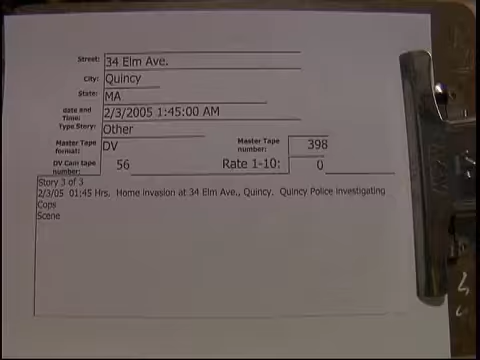 Street: 34 Elm Ave.
City: Quincy
State: MA
date and Time: 2/3/2005 1:45:00 AM
Type Story: Other
Master Tape format: DV Master Tape number: 398
DV Cam tape number: 56 Rate 1-10: 0
Story 3 of 3
2/3/05 01:45 Hrs. Home invasion at 34 Elm Ave., Quincy. Quincy Police investigating
Cops
Scene